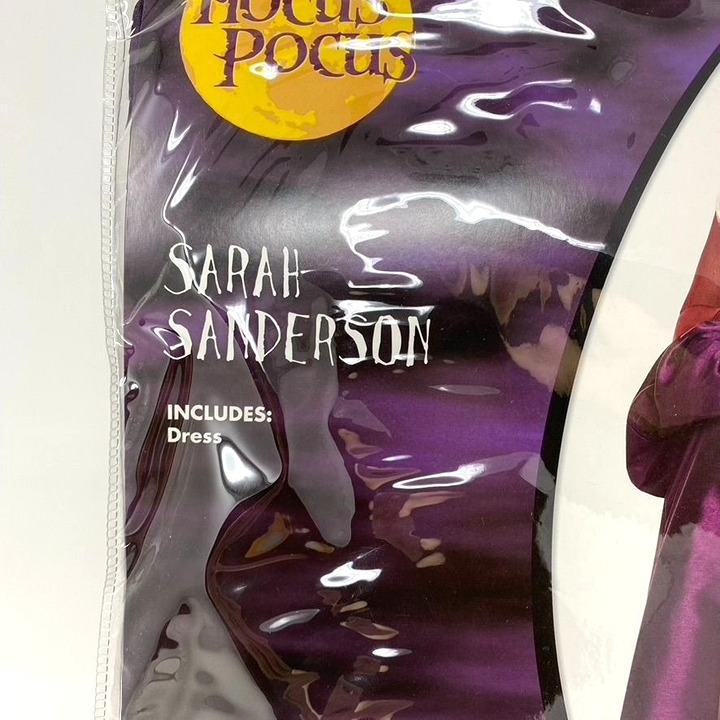 HOCUS
POCUS
SARAH
SANDERSON
INCLUDES:
Dress